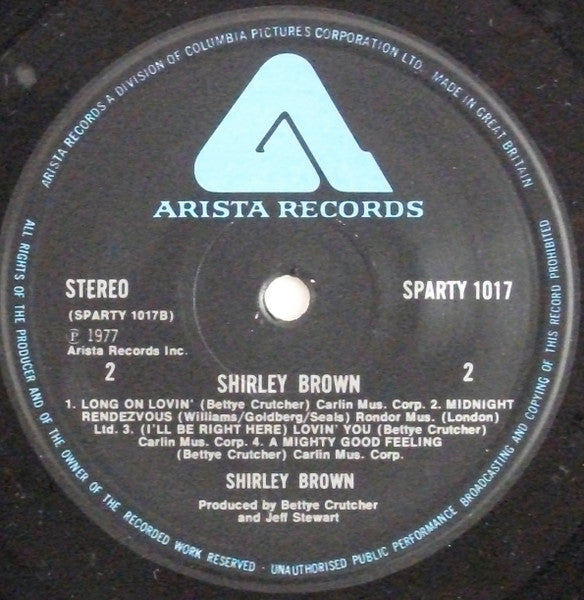 ARISTA RECORDS A DIVISION OF COLUMBIA PICTURES CORPORATION LTD. MADE IN GREAT BRITAIN
ARISTA RECORDS
STEREO
SPARTY 1017
(SPARTY 1017B)
℗ 1977
Arista Records Inc.
2
2
SHIRLEY BROWN
1. LONG ON LOVIN' (Bettye Crutcher) Carlin Mus. Corp. 2. MIDNIGHT
RENDEZVOUS (Williams/Goldberg/Seals) Rondor Mus. (London)
Ltd. 3. (I'LL BE RIGHT HERE) LOVIN' YOU (Bettye Crutcher)
Carlin Mus. Corp. 4. A MIGHTY GOOD FEELING
(Bettye Crutcher) Carlin Mus. Corp.
SHIRLEY BROWN
Produced by Bettye Crutcher
and Jeff Stewart
ALL RIGHTS OF THE PRODUCER AND OF THE OWNER OF THE RECORDED WORK RESERVED - UNAUTHORISED PUBLIC PERFORMANCE BROADCASTING AND COPYING OF THIS RECORD PROHIBITED